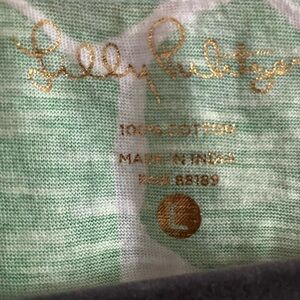 Lilly Pulitzer
100% COTTON
MADE IN INDIA
RN# 88189
L